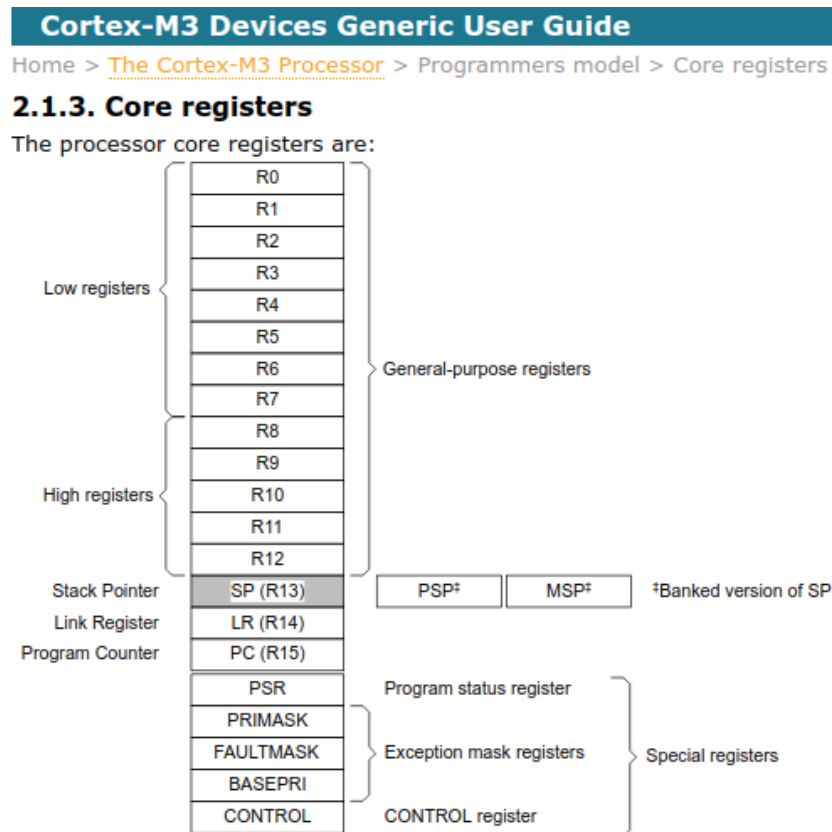 Cortex-M3 Devices Generic User Guide
Home > The Cortex-M3 Processor > Programmers model > Core registers
2.1.3. Core registers
The processor core registers are:
R0
R1
R2
Low registers
R3
R4
R5
R6
General-purpose registers
R7
R8
R9
High registers
R10
R11
R12
Stack Pointer
SP (R13)
PSP‡
MSP‡
‡Banked version of SP
Link Register
LR (R14)
Program Counter
PC (R15)
PSR
Program status register
PRIMASK
FAULTMASK
Exception mask registers
Special registers
BASEPRI
CONTROL
CONTROL register